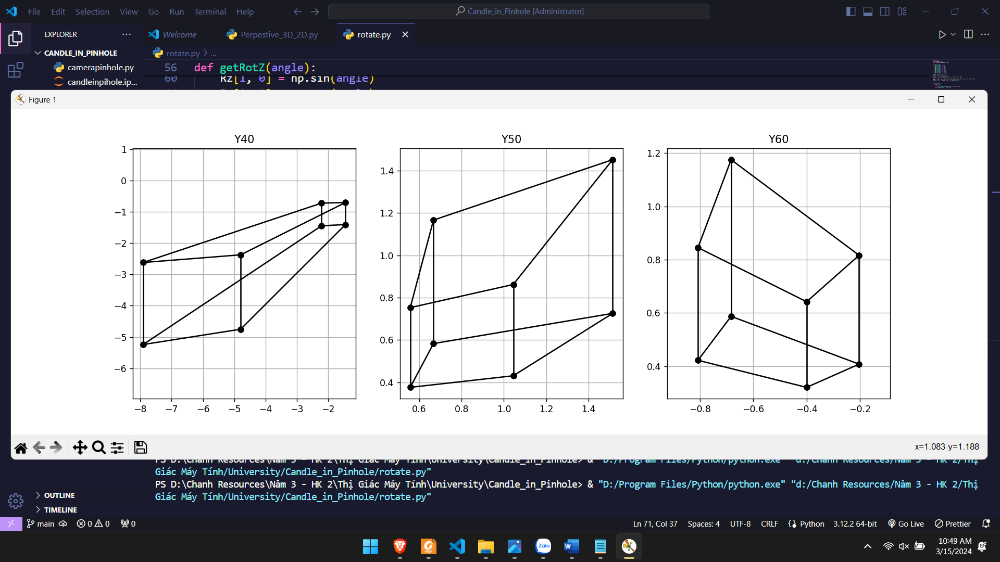 File Edit Selection View Go Run Terminal Help
Candle_in_Pinhole [Administrator]
EXPLORER
Welcome
Perpestive_3D_2D.py
rotate.py
CANDLE_IN_PINHOLE
rotate.py > ...
camerapinhole.py
candleinpihole.ip...
56 def getRotZ(angle):
60 Rz[1, 0] = np.sin(angle)
Figure 1
Y40
1
0
−1
−2
−3
−4
−5
−6
−8 −7 −6 −5 −4 −3 −2
Y50
1.4
1.2
1.0
0.8
0.6
0.4
0.6 0.8 1.0 1.2 1.4
Y60
1.2
1.0
0.8
0.6
0.4
−0.8 −0.6 −0.4 −0.2
x=1.083 y=1.188
PS D:\Chanh Resources\Năm 3 - HK 2\Thị Giác Máy Tính\University\Candle_in_Pinhole> & "D:/Program Files/Python/python.exe" "d:/Chanh Resources/Năm 3 - HK 2/Thị
Giác Máy Tính/University/Candle_in_Pinhole/rotate.py"
PS D:\Chanh Resources\Năm 3 - HK 2\Thị Giác Máy Tính\University\Candle_in_Pinhole> & "D:/Program Files/Python/python.exe" "d:/Chanh Resources/Năm 3 - HK 2/Thị
Giác Máy Tính/University/Candle_in_Pinhole/rotate.py"
OUTLINE
TIMELINE
main 0 0 0
Ln 71, Col 37 Spaces: 4 UTF-8 CRLF Python 3.12.2 64-bit Go Live Prettier
PDF
Zalo
W
10:49 AM
3/15/2024